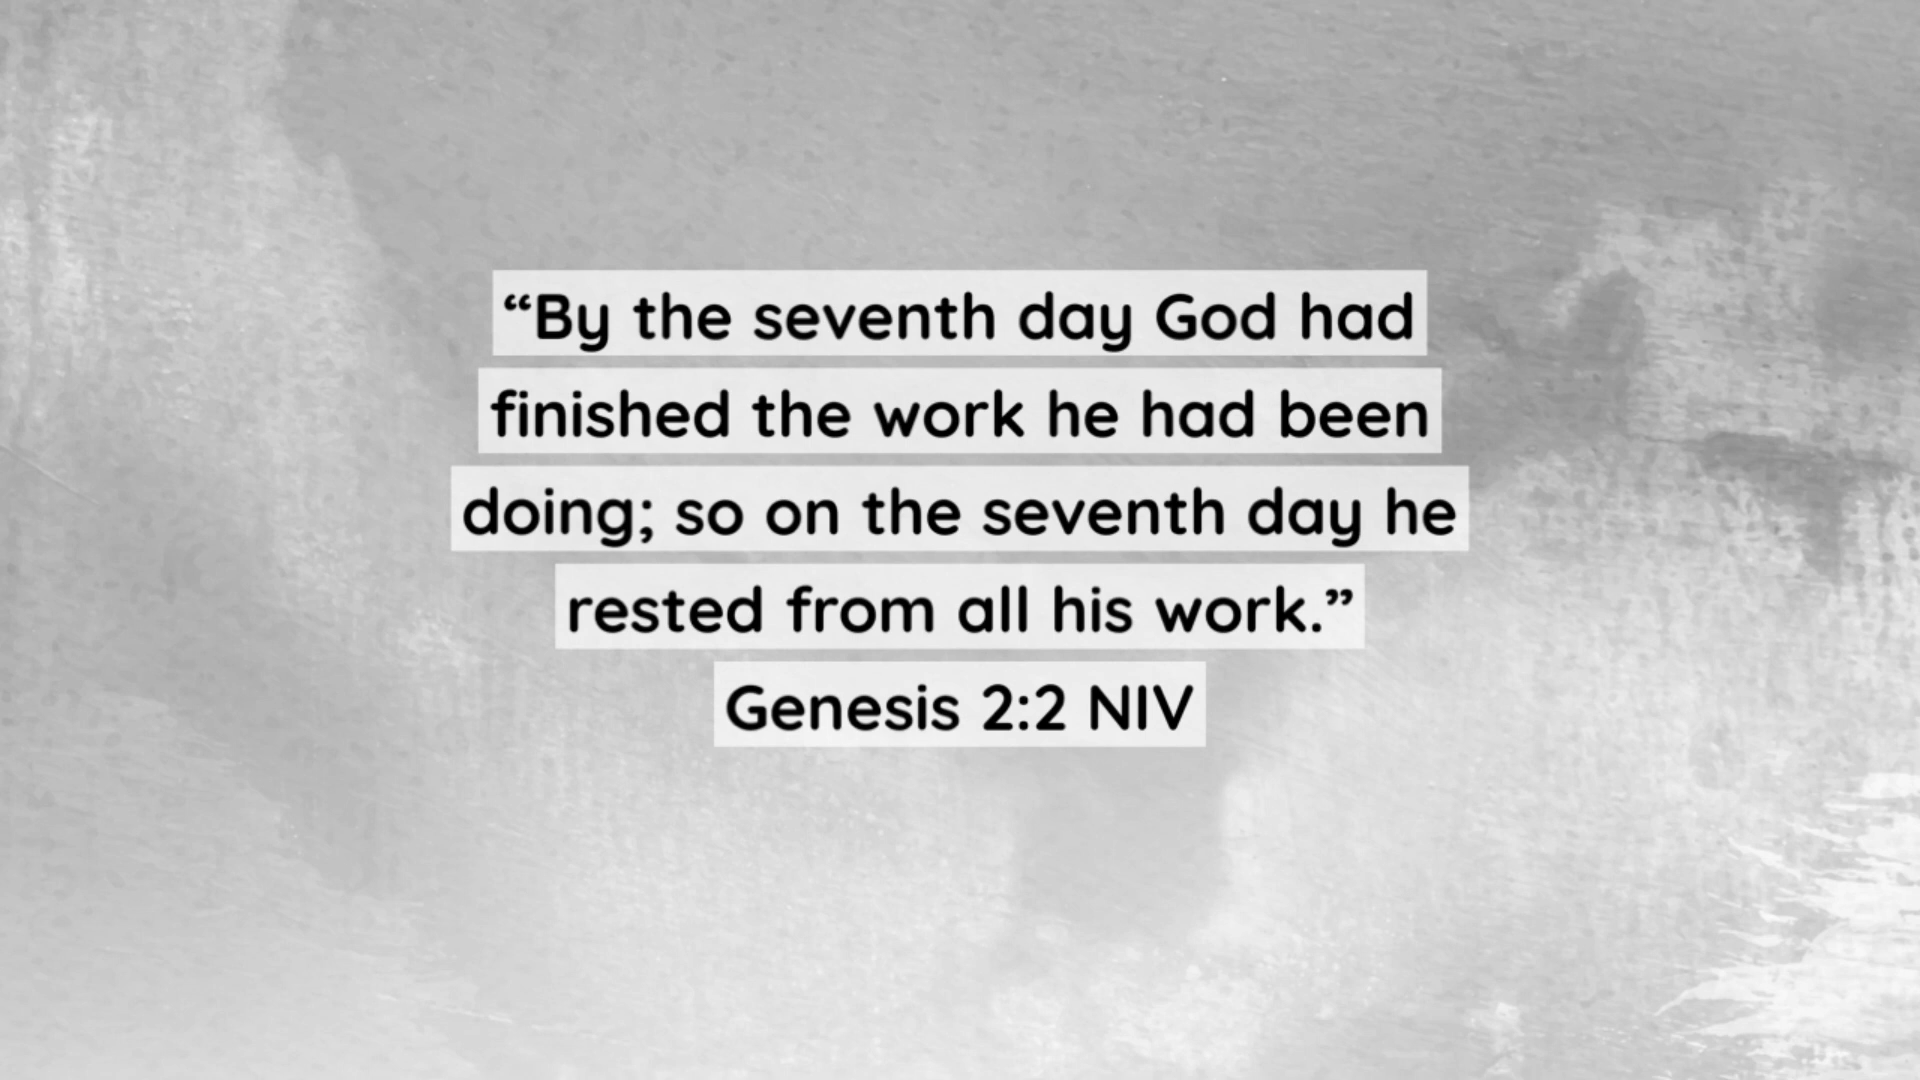 “By the seventh day God had
finished the work he had been
doing; so on the seventh day he
rested from all his work.”
Genesis 2:2 NIV